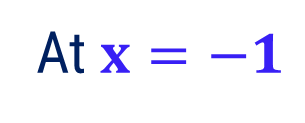 At x = −1